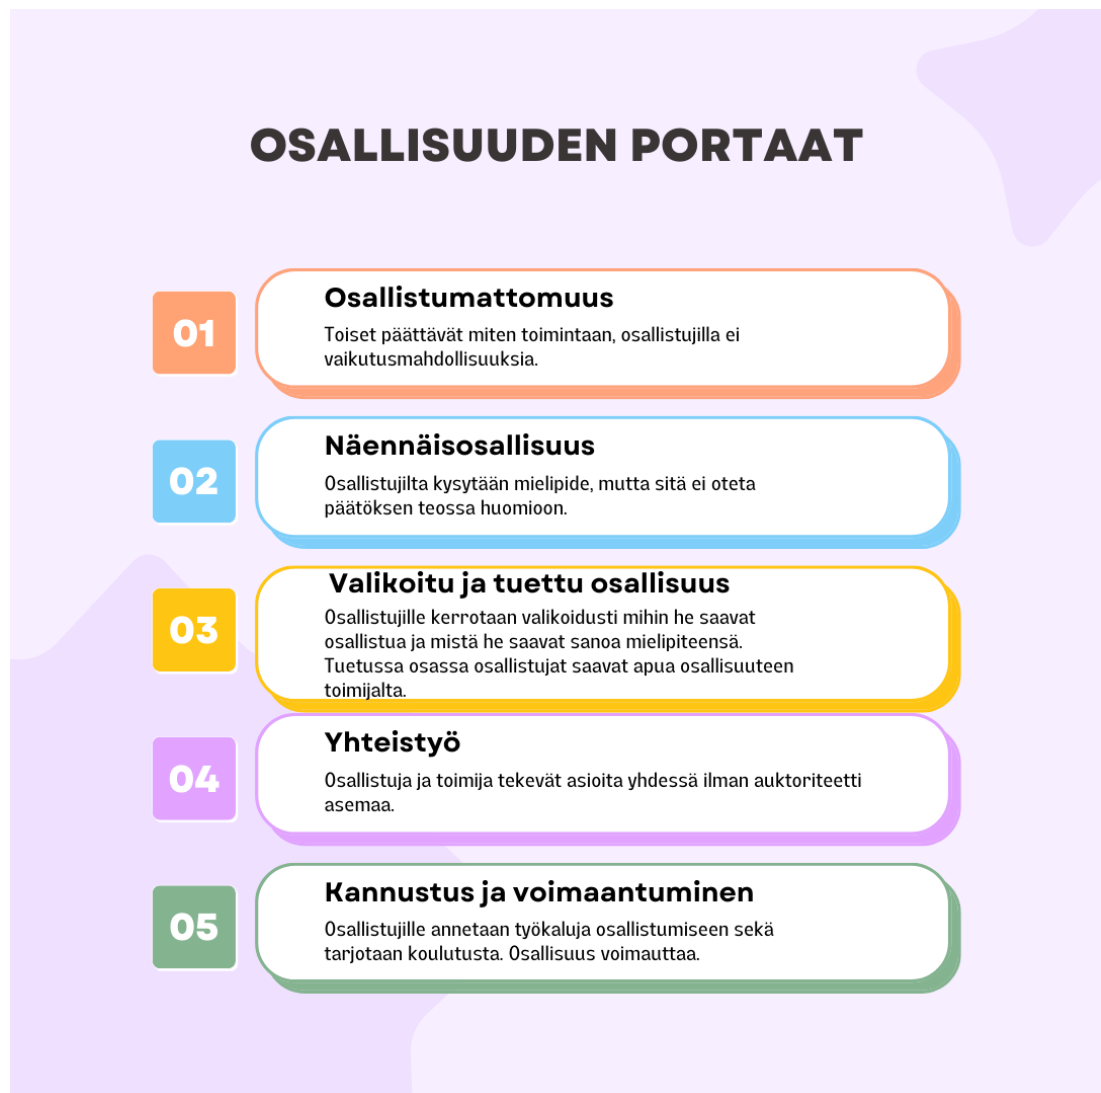 OSALLISUUDEN PORTAAT
01
Osallistumattomuus
Toiset päättävät miten toimintaan, osallistujilla ei
vaikutusmahdollisuuksia.
02
Näennäisosallisuus
Osallistujilta kysytään mielipide, mutta sitä ei oteta
päätöksen teossa huomioon.
03
Valikoitu ja tuettu osallisuus
Osallistujille kerrotaan valikoidusti mihin he saavat
osallistua ja mistä he saavat sanoa mielipiteensä.
Tuetussa osassa osallistujat saavat apua osallisuuteen
toimijalta.
04
Yhteistyö
Osallistuja ja toimija tekevät asioita yhdessä ilman auktoriteetti
asemaa.
05
Kannustus ja voimaantuminen
Osallistujille annetaan työkaluja osallistumiseen sekä
tarjotaan koulutusta. Osallisuus voimauttaa.